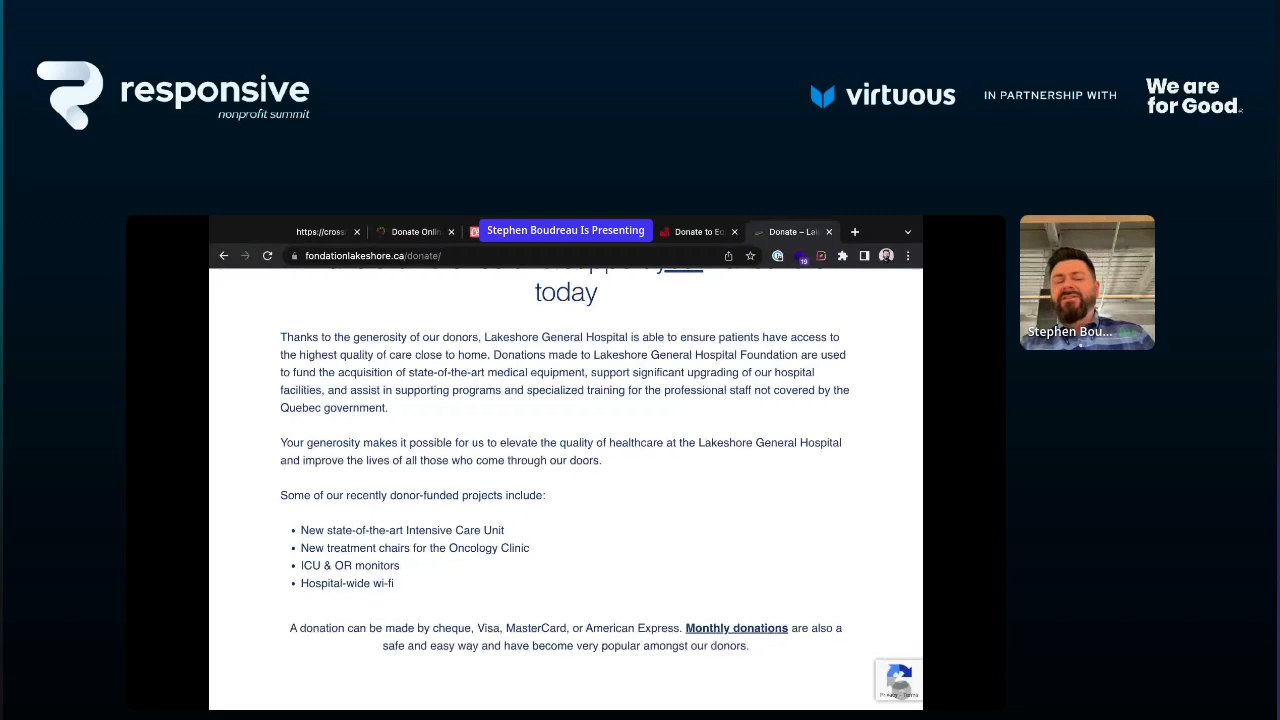 responsive
nonprofit summit
virtuous
IN PARTNERSHIP WITH
We are
for Good.
https://cross
Donate Onlin
Stephen Boudreau Is Presenting
Donate to Ec
Donate – Lak
fondationlakeshore.ca/donate/
19
today
Thanks to the generosity of our donors, Lakeshore General Hospital is able to ensure patients have access to
the highest quality of care close to home. Donations made to Lakeshore General Hospital Foundation are used
to fund the acquisition of state-of-the-art medical equipment, support significant upgrading of our hospital
facilities, and assist in supporting programs and specialized training for the professional staff not covered by the
Quebec government.
Your generosity makes it possible for us to elevate the quality of healthcare at the Lakeshore General Hospital
and improve the lives of all those who come through our doors.
Some of our recently donor-funded projects include:
• New state-of-the-art Intensive Care Unit
• New treatment chairs for the Oncology Clinic
• ICU & OR monitors
• Hospital-wide wi-fi
A donation can be made by cheque, Visa, MasterCard, or American Express. Monthly donations are also a
safe and easy way and have become very popular amongst our donors.
Privacy - Terms
Stephen Bou...